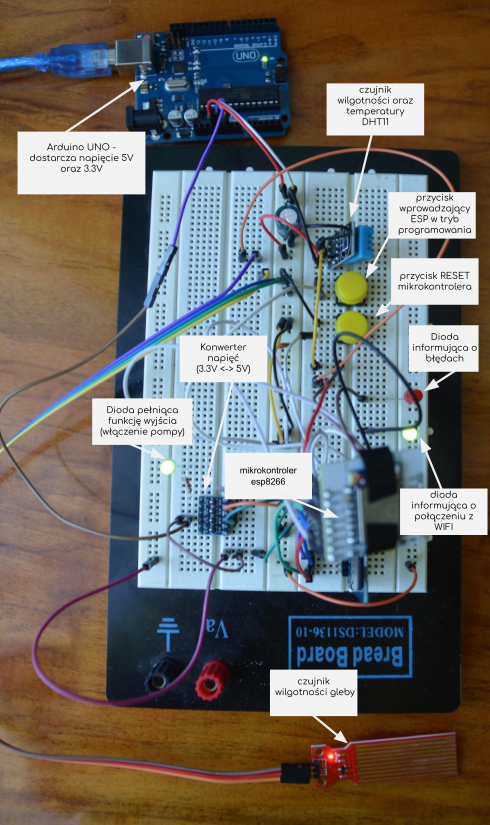 UNO
Arduino UNO -
dostarcza napięcie 5V
oraz 3.3V
czujnik
wilgotności oraz
temperatury
DHT11
przycisk
wprowadzający
ESP w tryb
programowania
przycisk RESET
mikrokontrolera
Konwerter
napięć
(3.3V <-> 5V)
Dioda
informująca o
błędach
Dioda pełniąca
funkcję wyjścia
(włączenie pompy)
mikrokontroler
esp8266
dioda
informująca o
połączeniu z
WIFI
Va
Bread Board
MODEL:DS1136-10
czujnik
wilgotności gleby